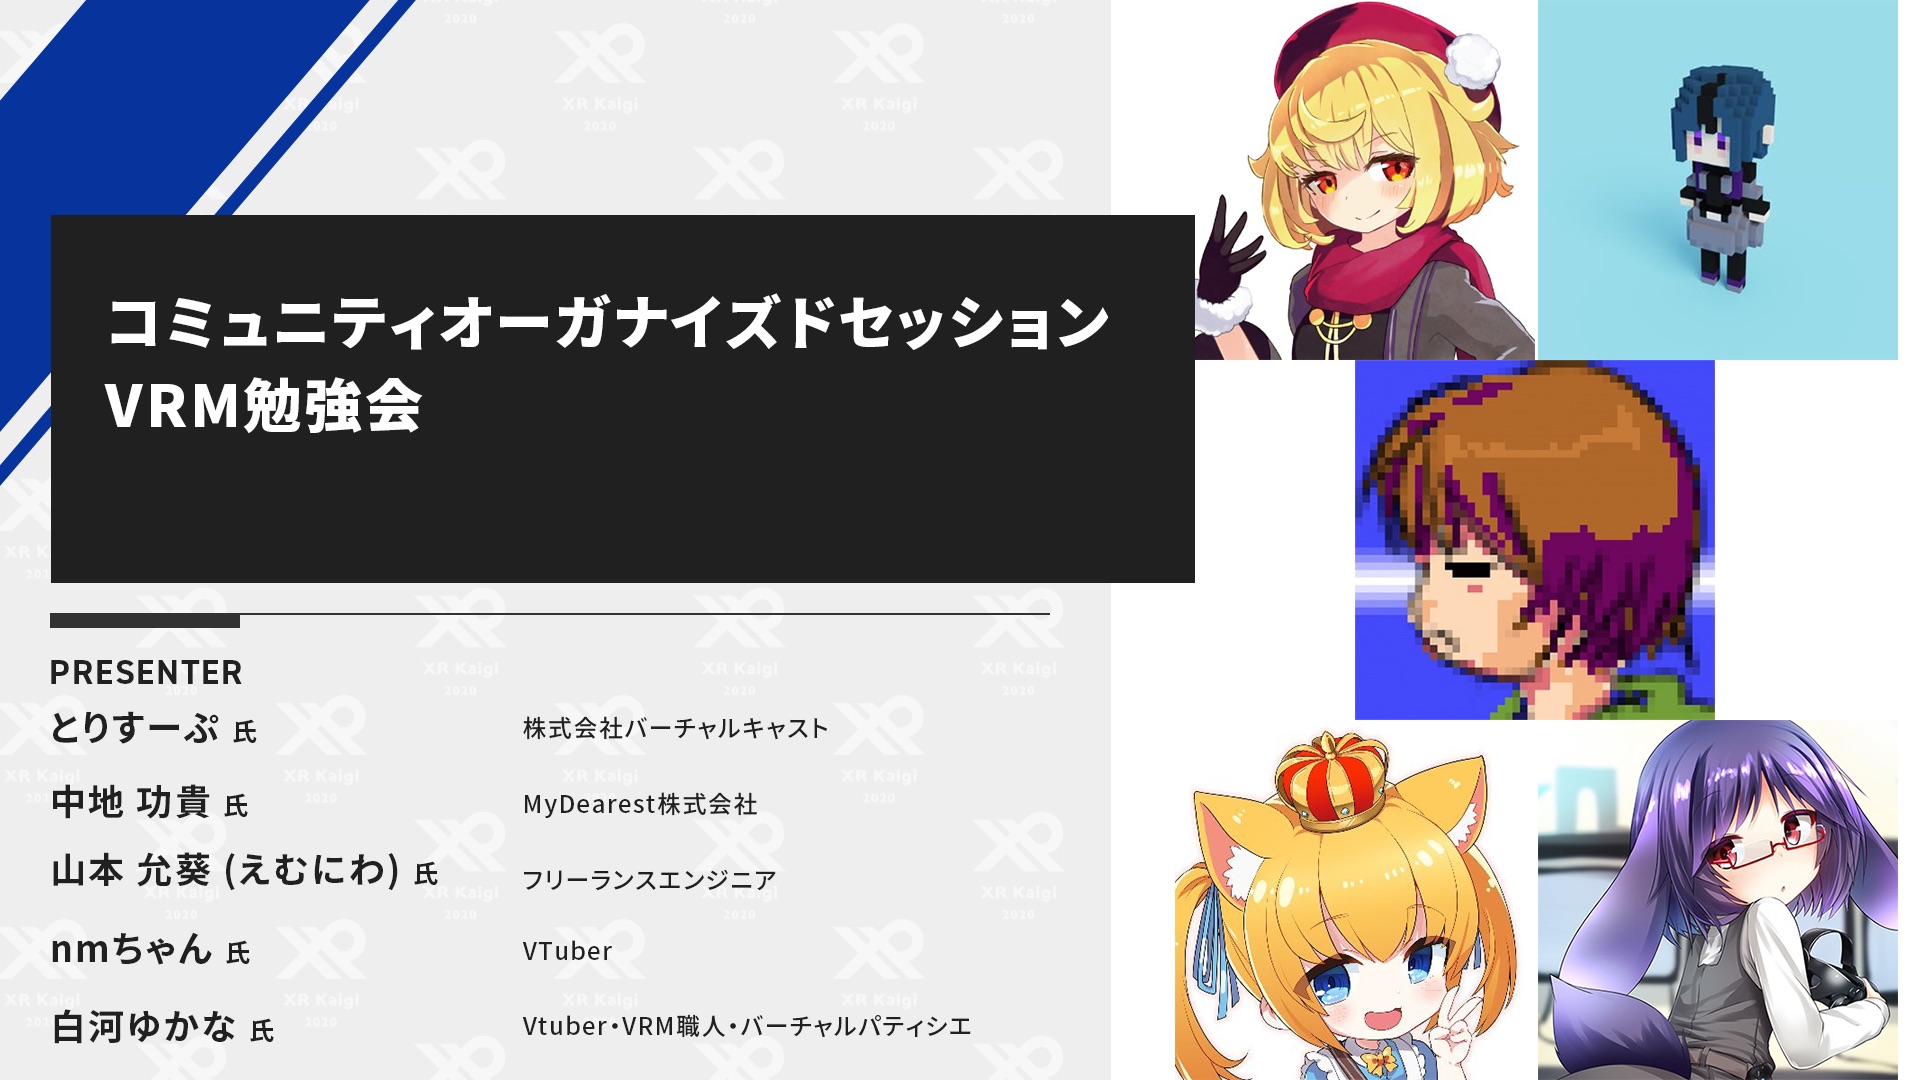 コミュニティオーガナイズドセッション
VRM勉強会
PRESENTER
とりすーぷ 氏 株式会社バーチャルキャスト
中地 功貴 氏 MyDearest株式会社
山本 允葵 (えむにわ) 氏 フリーランスエンジニア
nmちゃん 氏 VTuber
白河ゆかな 氏 Vtuber・VRM職人・バーチャルパティシエ
XR Kaigi
2020